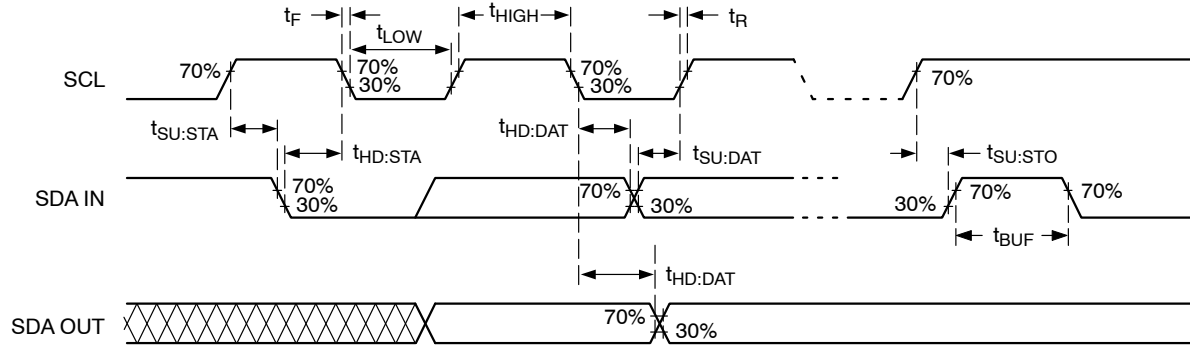 tF tLOW tHIGH tR
SCL 70% 70% 30% 70% 30% 70%
tSU:STA tHD:STA tHD:DAT tSU:DAT tSU:STO
SDA IN 70% 30% 70% 30% 30% 70% 70%
tBUF
tHD:DAT
SDA OUT 70% 30%